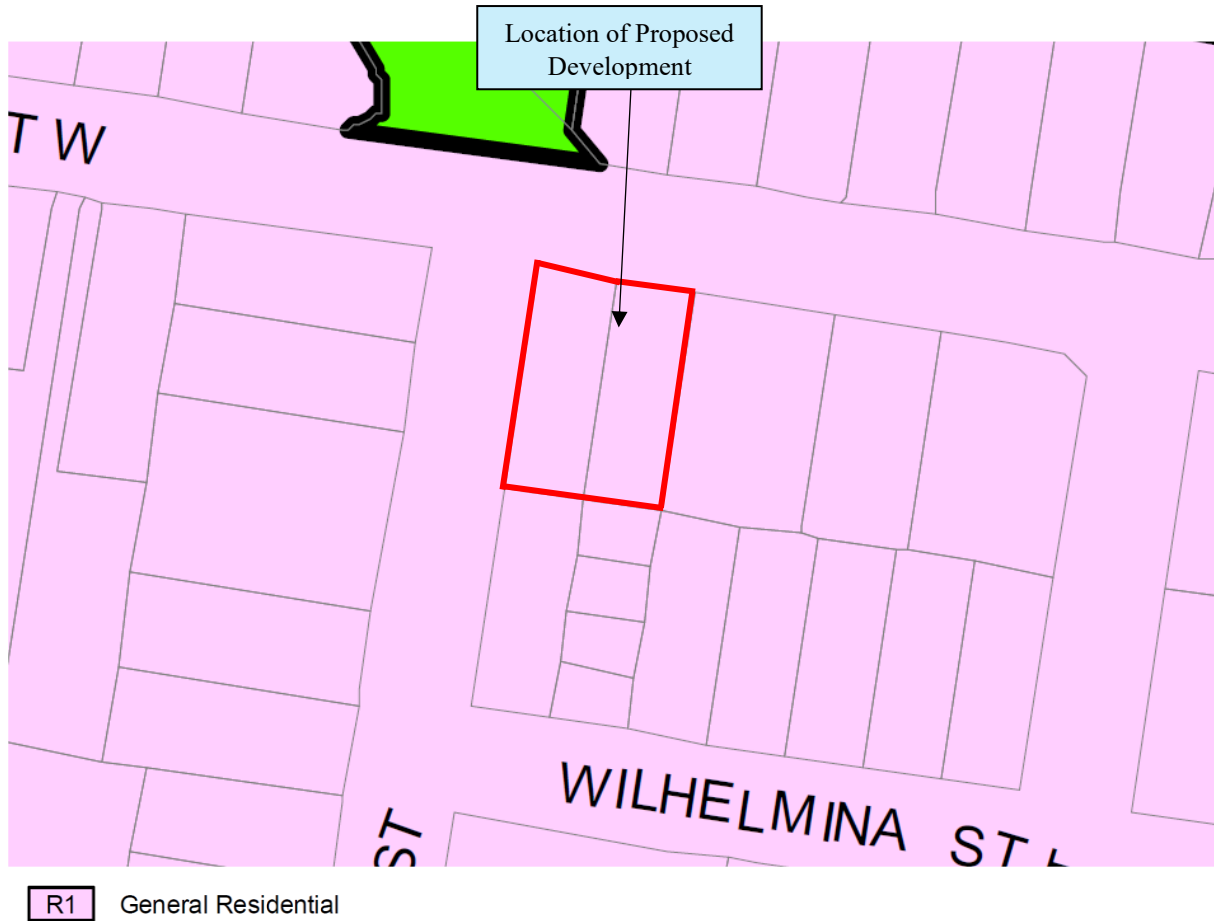 Location of Proposed
Development
T W
WILHELMINA ST
ST
R1 General Residential